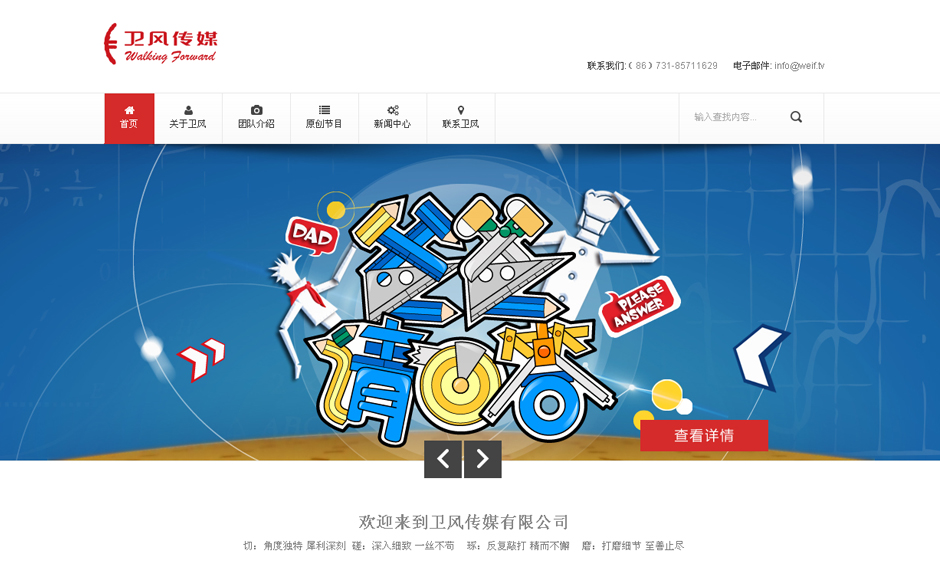 卫风传媒
Walking Forward
联系我们:( 86 ) 731-85711629 电子邮件: info@weif.tv
首页 关于卫风 团队介绍 原创节目 新闻中心 联系卫风
输入查找内容...
DAD
爸爸
请回答
PLEASE ANSWER
查看详情
欢迎来到卫风传媒有限公司
切：角度独特 犀利深刻 磋：深入细致 一丝不苟 琢：反复敲打 精而不懈 磨：打磨细节 至善止尽